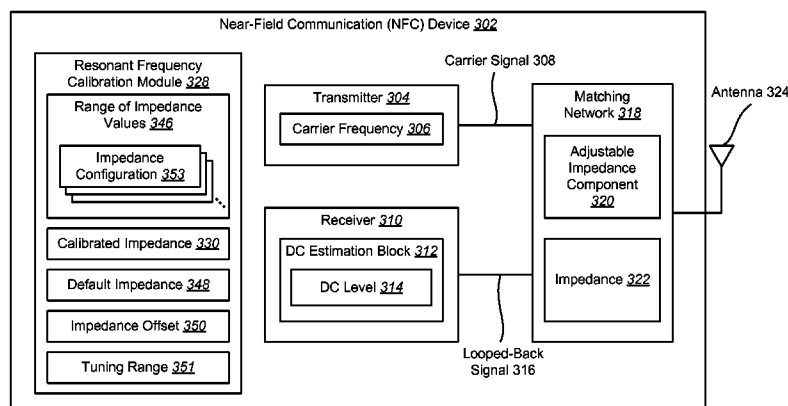 Near-Field Communication (NFC) Device 302
Resonant Frequency
Calibration Module 328
Range of Impedance
Values 346
Impedance
Configuration 353
Calibrated Impedance 330
Default Impedance 348
Impedance Offset 350
Tuning Range 351
Transmitter 304
Carrier Frequency 306
Carrier Signal 308
Receiver 310
DC Estimation Block 312
DC Level 314
Looped-Back
Signal 316
Matching
Network 318
Adjustable
Impedance
Component
320
Impedance 322
Antenna 324